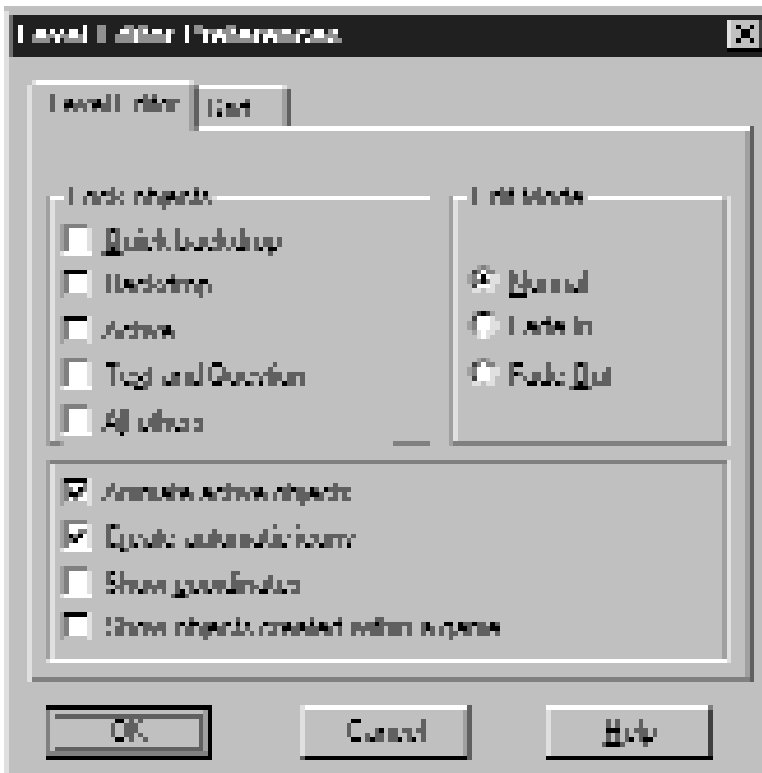 Level Editor Preferences
Level Editor
Grid
Lock objects
Quick backdrop
Backdrop
Active
Text and Question
All others
Edit Mode
Normal
Fade In
Fade Out
Animate active objects
Create automatic icons
Show coordinates
Show objects created within a game
OK
Cancel
Help